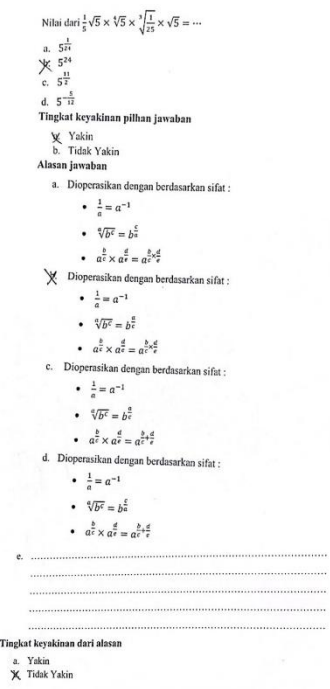 Nilai dari 1/5 √5 × ∜5 × ∛(1/25) × √5 = ⋯
a. 5^(1/24)
b. 5^24
c. 5^(11/2)
d. 5^(-5/12)
Tingkat keyakinan pilhan jawaban
Yakin
b. Tidak Yakin
Alasan jawaban
a. Dioperasikan dengan berdasarkan sifat :
• 1/a = a^(-1)
• ᵃ√(b^c) = b^(c/a)
• a^(b/c) × a^(d/e) = a^(b/c × d/e)
Dioperasikan dengan berdasarkan sifat :
• 1/a = a^(-1)
• ᵃ√(b^c) = b^(a/c)
• a^(b/c) × a^(d/e) = a^(b/c × d/e)
c. Dioperasikan dengan berdasarkan sifat :
• 1/a = a^(-1)
• ᵃ√(b^c) = b^(a/c)
• a^(b/c) × a^(d/e) = a^(b/c + d/e)
d. Dioperasikan dengan berdasarkan sifat :
• 1/a = a^(-1)
• ᵃ√(b^c) = b^(c/a)
• a^(b/c) × a^(d/e) = a^(b/c + d/e)
e.
Tingkat keyakinan dari alasan
a. Yakin
Tidak Yakin